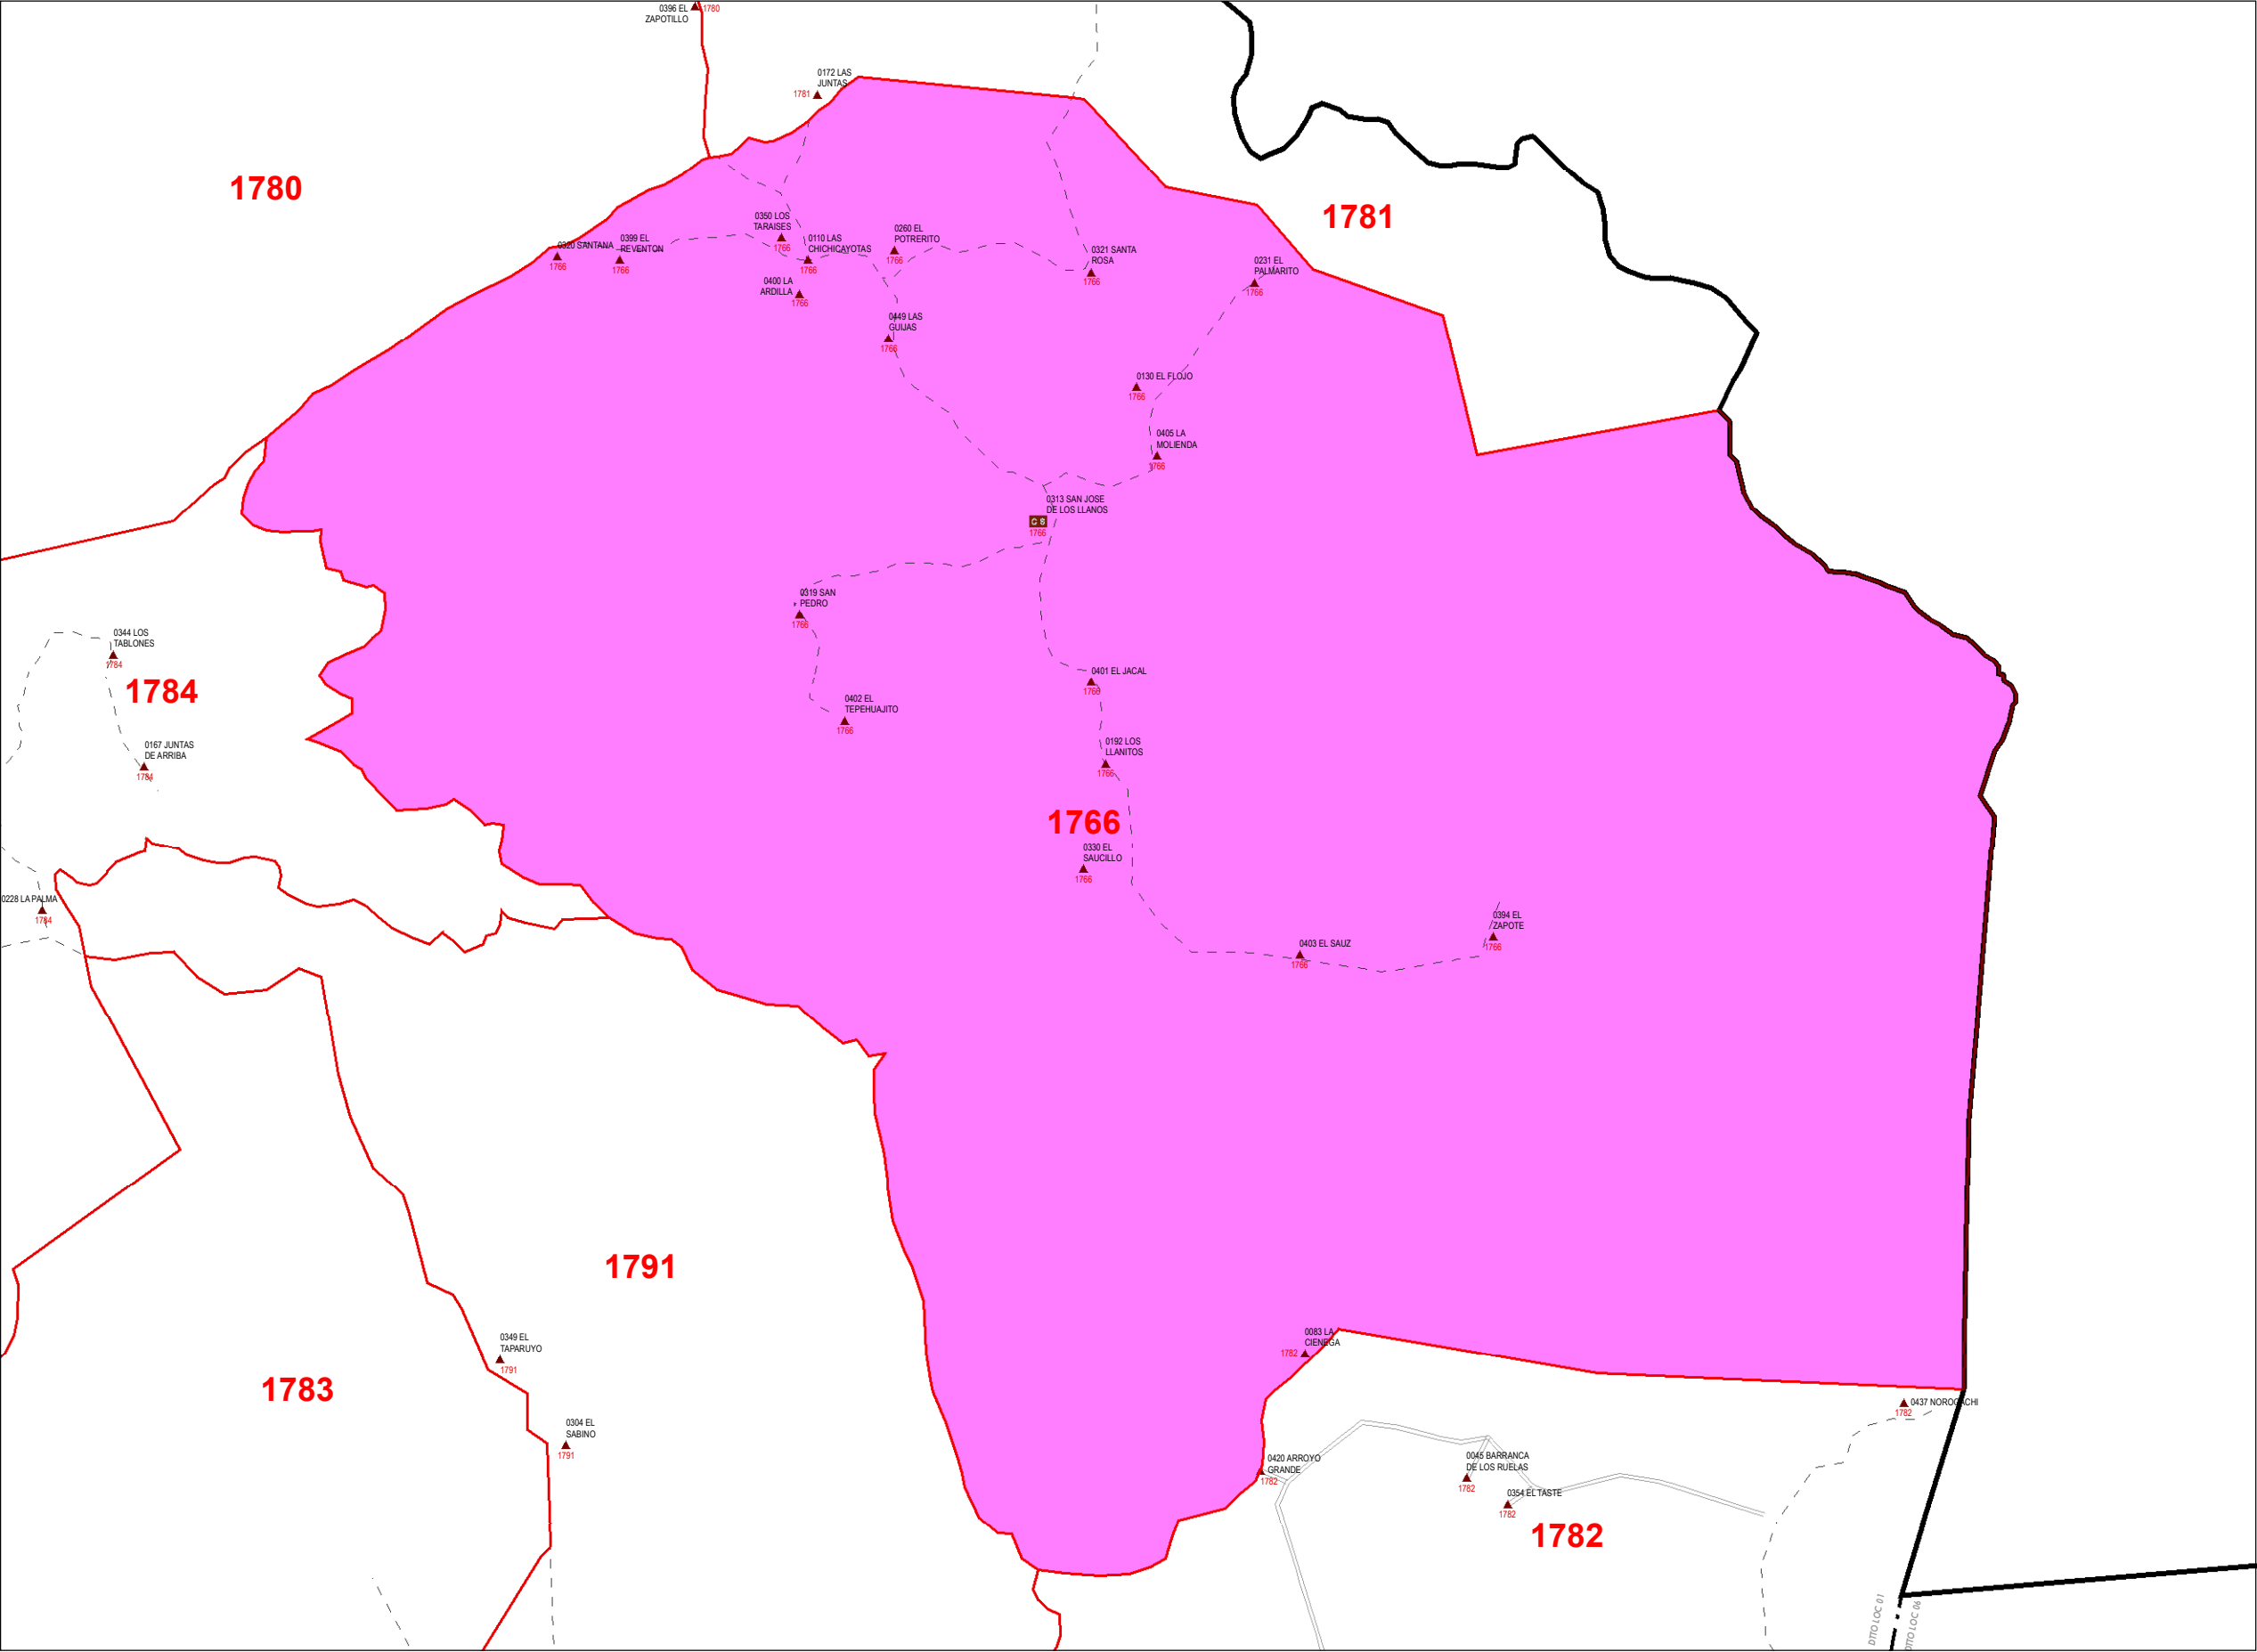 0396 EL
ZAPOTILLO
1780
0172 LAS
JUNTAS
1781
1780
1781
0350 LOS
TARAISES
1766
0110 LAS
CHICHICAYOTAS
1766
0260 EL
POTRERITO
1766
0320 SANTANA
1766
0399 EL
REVENTON
1766
0321 SANTA
ROSA
1766
0231 EL
PALMARITO
1766
0400 LA
ARDILLA
1766
0449 LAS
GUIJAS
1766
0130 EL FLOJO
1766
0405 LA
MOLIENDA
1766
0313 SAN JOSE
DE LOS LLANOS
C S
1766
0319 SAN
PEDRO
1766
0344 LOS
TABLONES
1784
1784
0401 EL JACAL
1766
0402 EL
TEPEHUAJITO
1766
0167 JUNTAS
DE ARRIBA
1784
0192 LOS
LLANITOS
1766
1766
0330 EL
SAUCILLO
1766
0228 LA PALMA
1784
0394 EL
ZAPOTE
1766
0403 EL SAUZ
1766
1791
0083 LA
CIENEGA
1782
0349 EL
TAPARUYO
1791
1783
0437 NOROGACHI
1782
0304 EL
SABINO
1791
0420 ARROYO
GRANDE
1782
0045 BARRANCA
DE LOS RUELAS
1782
0354 EL TASTE
1782
1782
DTTO LOC 01
DTTO LOC 06